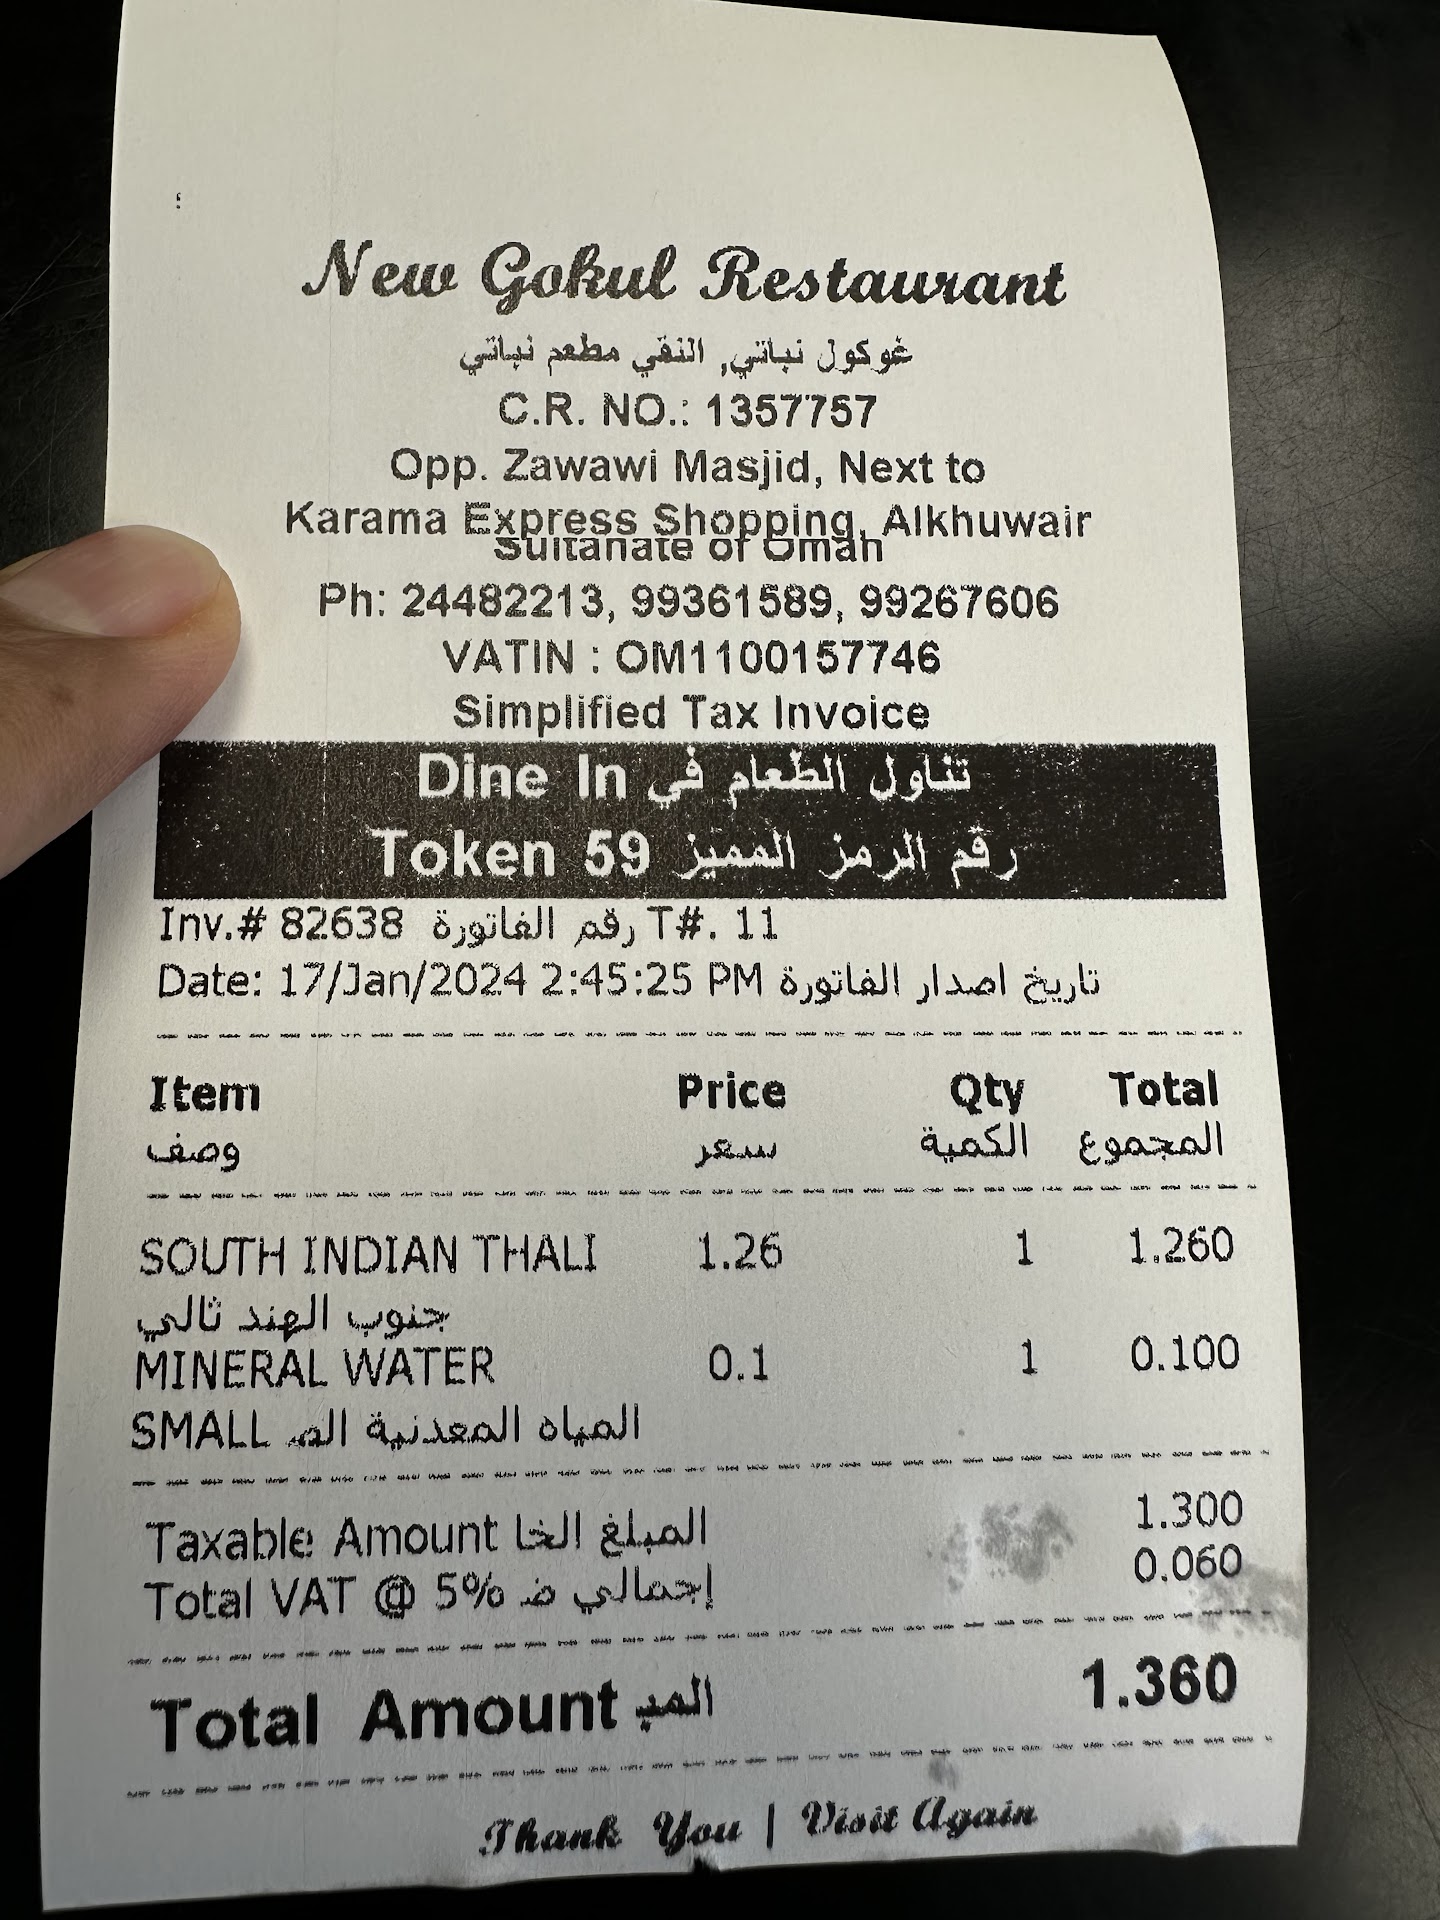 New Gokul Restaurant
غوكول نباتي, النقي مطعم نباتي
C.R. NO.: 1357757
Opp. Zawawi Masjid, Next to
Karama Express Shopping, Alkhuwair
Sultanate of Oman
Ph: 24482213, 99361589, 99267606
VATIN : OM1100157746
Simplified Tax Invoice
Dine In تناول الطعام في
Token 59 رقم الرمز المميز
Inv.# 82638 رقم الفاتورة T#. 11
Date: 17/Jan/2024 2:45:25 PM تاريخ اصدار الفاتورة
Item Price Qty Total
وصف سعر الكمية المجموع
SOUTH INDIAN THALI 1.26 1 1.260
جنوب الهند ثالي
MINERAL WATER 0.1 1 0.100
SMALL المياه المعدنية الص
Taxable Amount المبلغ الخا 1.300
Total VAT @ 5% إجمالي ض 0.060
Total Amount المب 1.360
Thank You | Visit Again